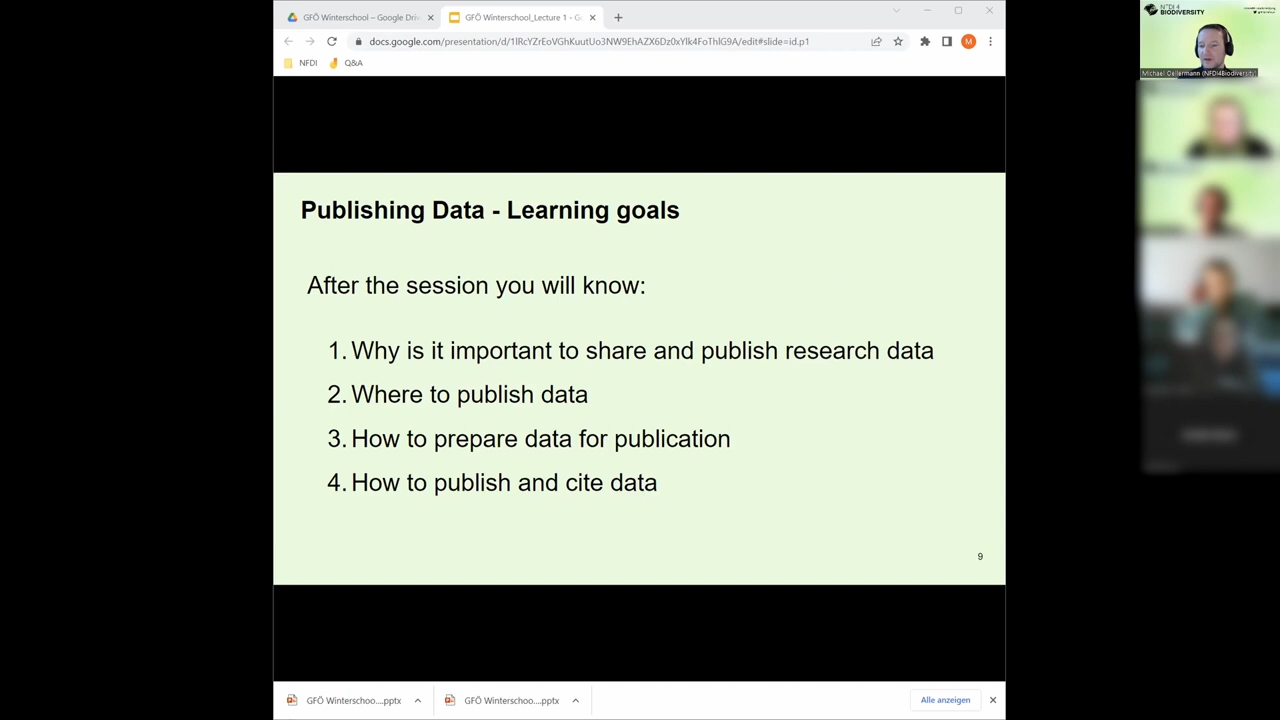 GFÖ Winterschool – Google Driv
GFÖ Winterschool_Lecture 1 - Go
docs.google.com/presentation/d/1lRcYZrEoVGhKuutUo3NW9EhAZX6Dz0xYlk4FoThlG9A/edit#slide=id.p1
M
NFDI
Q&A
Publishing Data - Learning goals
After the session you will know:
1. Why is it important to share and publish research data
2. Where to publish data
3. How to prepare data for publication
4. How to publish and cite data
9
GFÖ Winterschoo....pptx
GFÖ Winterschoo....pptx
Alle anzeigen
BIODIVERSITY
Michael Oellermann (NFDI4Biodiversity)